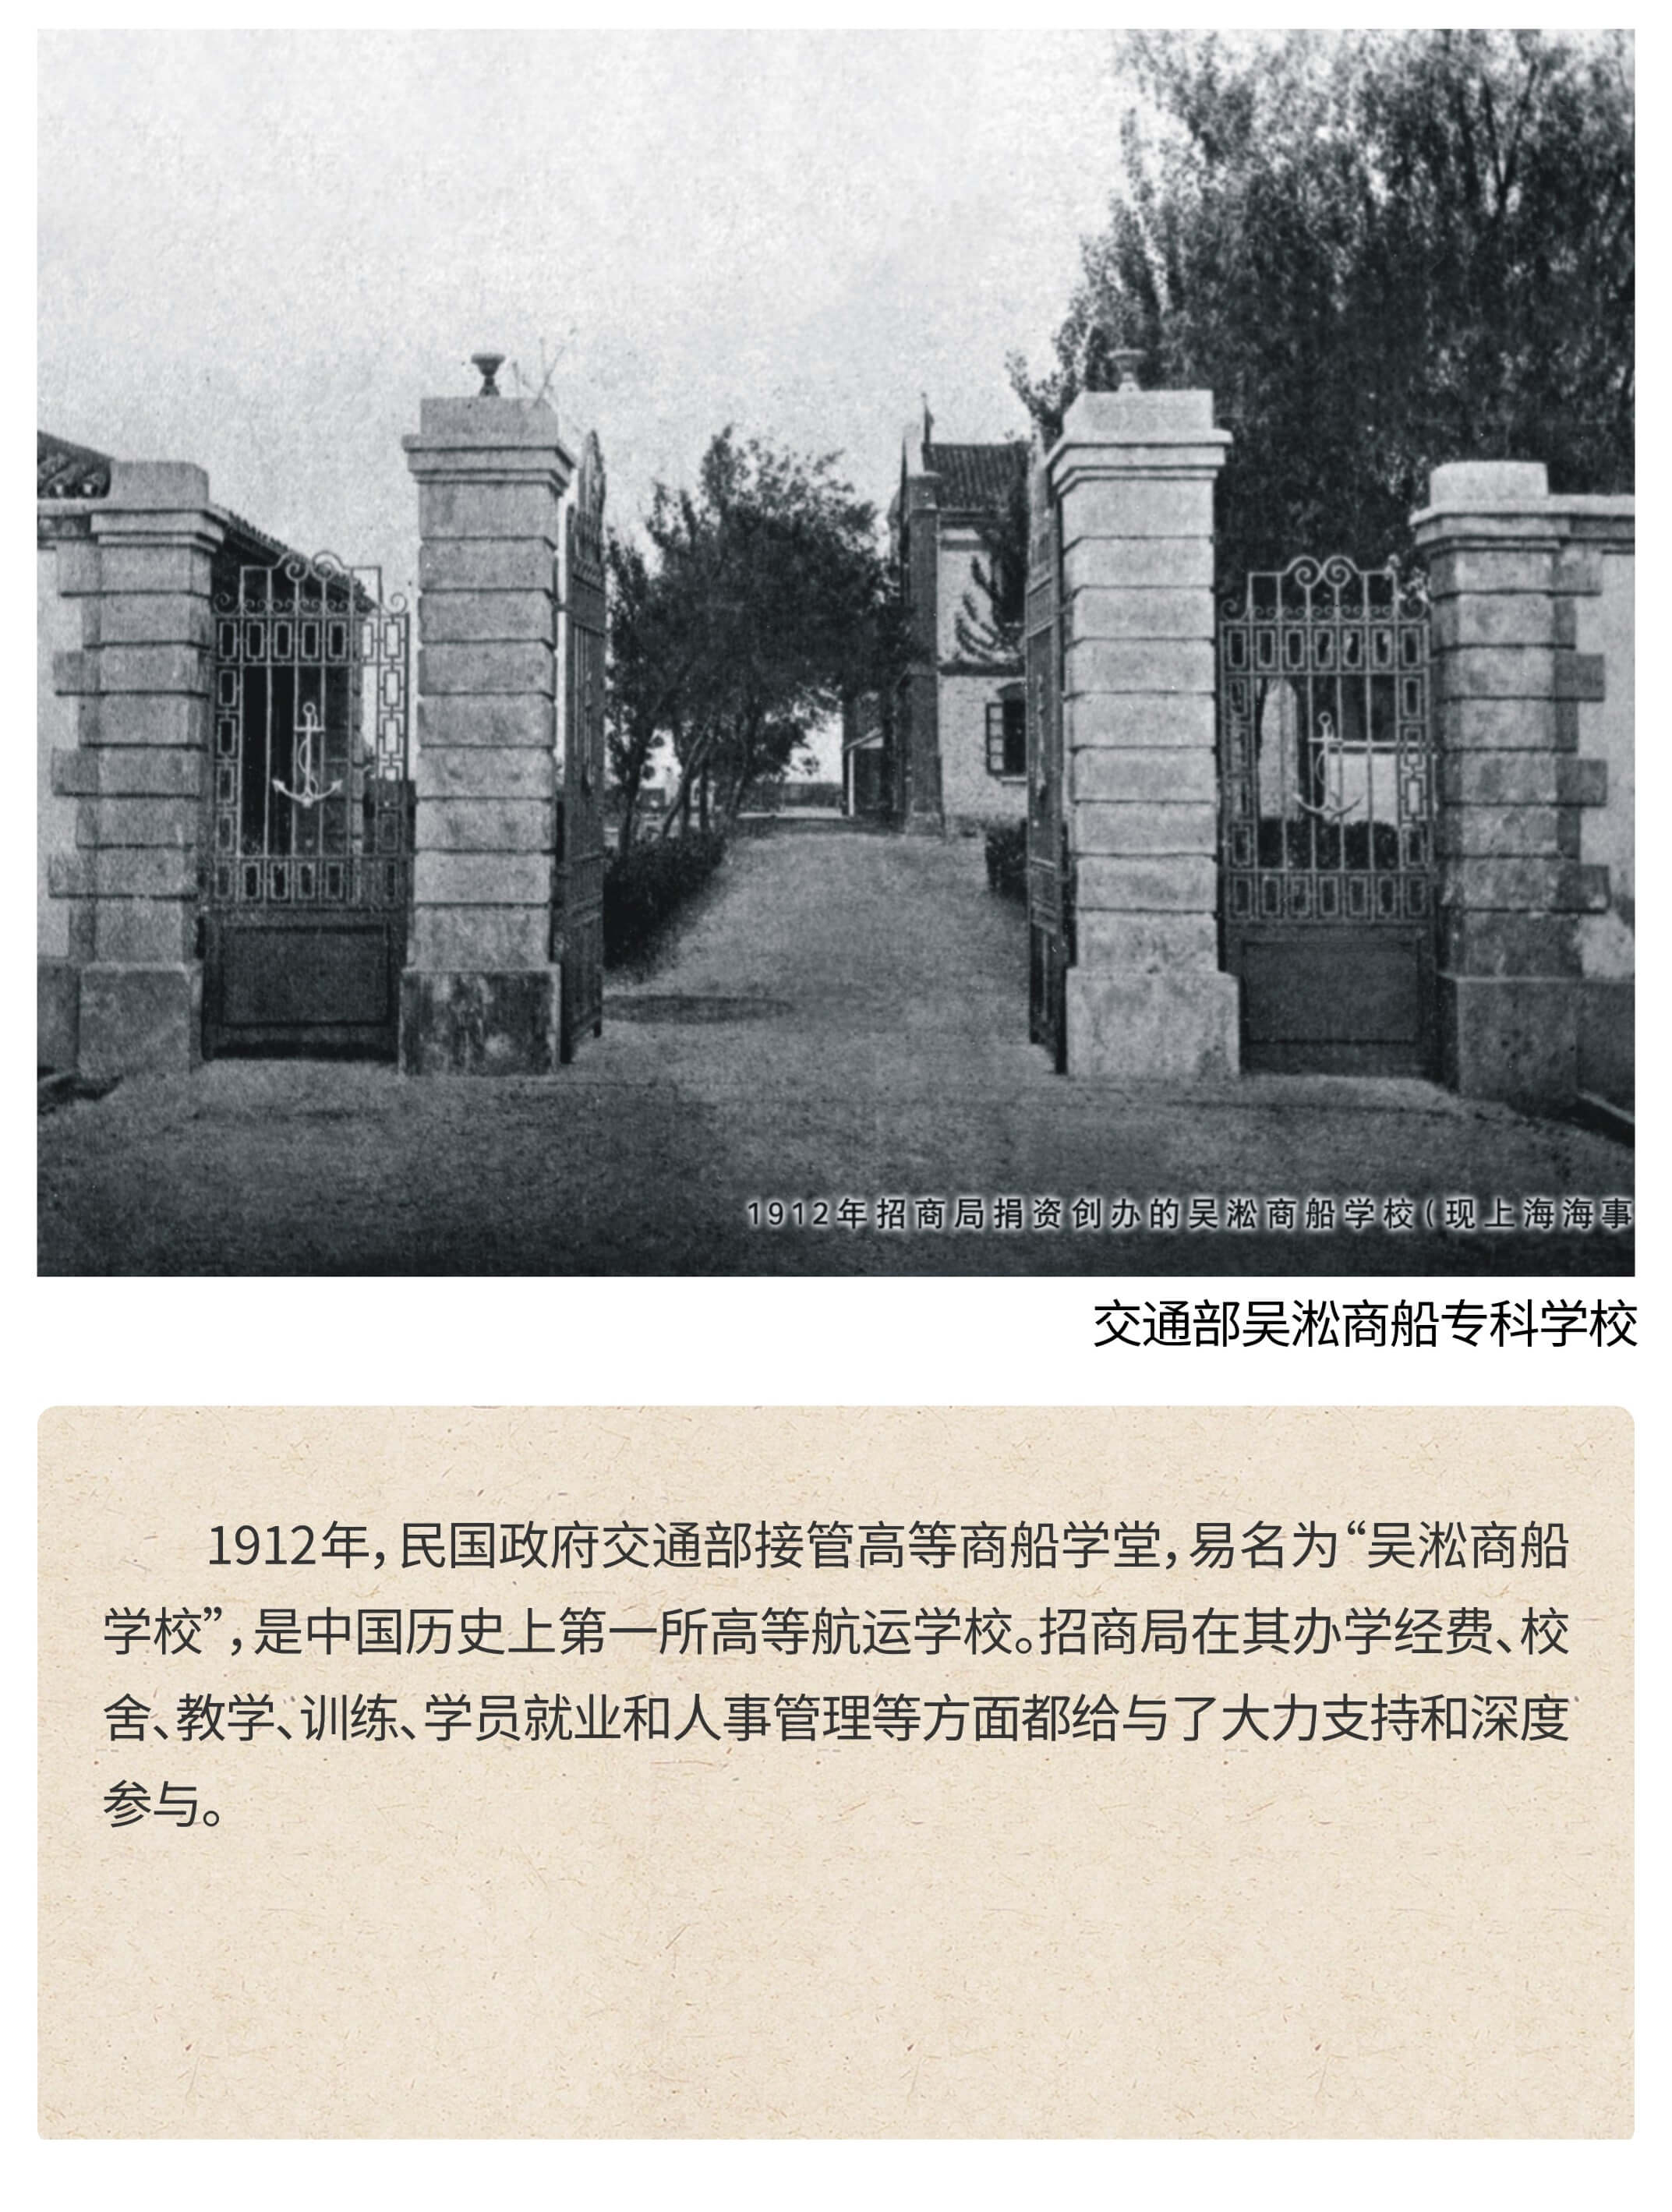 1912年招商局捐资创办的吴淞商船学校(现上海海事
交通部吴淞商船专科学校
1912年,民国政府交通部接管高等商船学堂,易名为“吴淞商船
学校”,是中国历史上第一所高等航运学校。招商局在其办学经费、校
舍、教学、训练、学员就业和人事管理等方面都给与了大力支持和深度
参与。